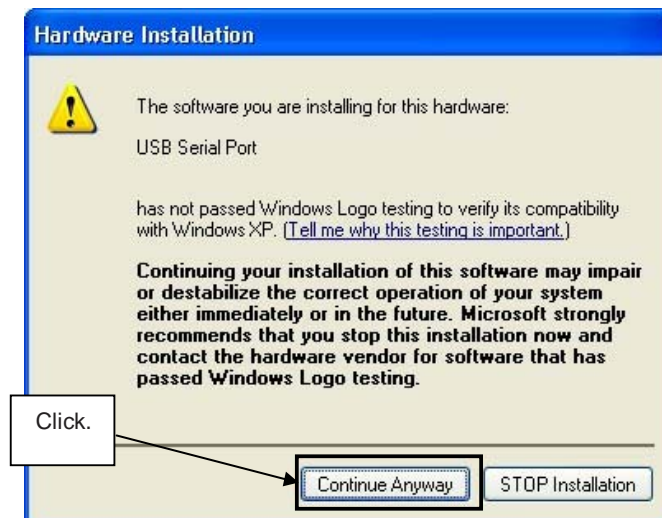 Hardware Installation
The software you are installing for this hardware:
USB Serial Port
has not passed Windows Logo testing to verify its compatibility
with Windows XP. (Tell me why this testing is important.)
Continuing your installation of this software may impair
or destabilize the correct operation of your system
either immediately or in the future. Microsoft strongly
recommends that you stop this installation now and
contact the hardware vendor for software that has
passed Windows Logo testing.
Click.
Continue Anyway
STOP Installation